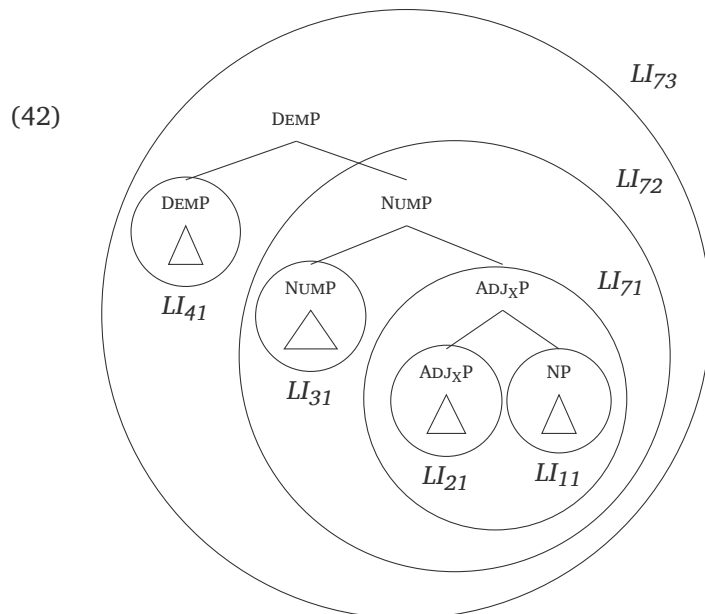 LI73
(42)
DEMP
LI72
DEMP
NUMP
LI71
NUMP
ADJXP
LI41
ADJXP
NP
LI31
LI21
LI11